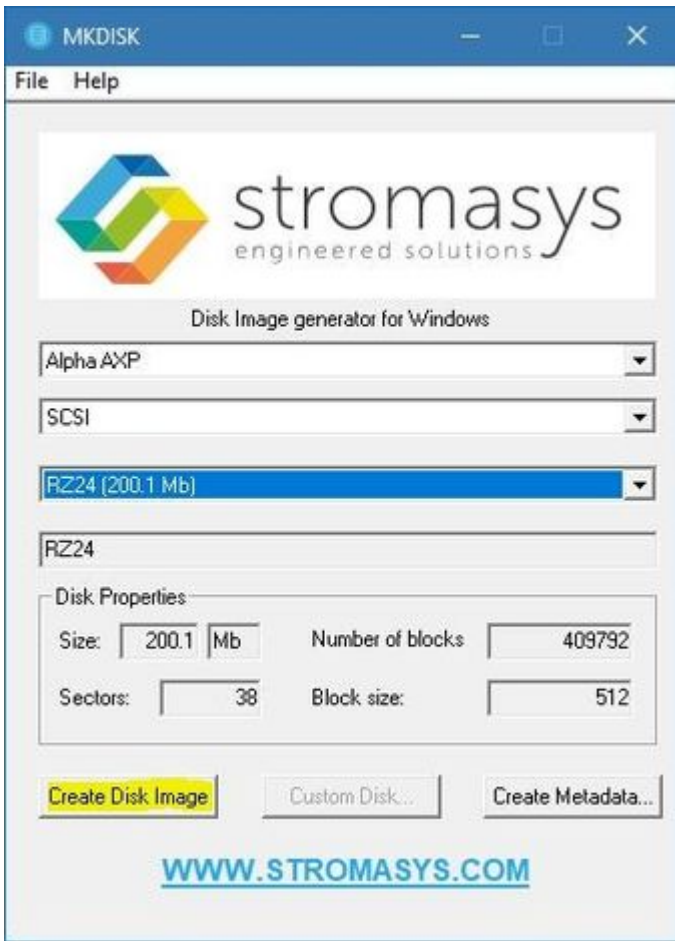 MKDISK
File Help
stromasys
engineered solutions
Disk Image generator for Windows
Alpha AXP
SCSI
RZ24 (200.1 Mb)
RZ24
Disk Properties
Size: 200.1 Mb Number of blocks 409792
Sectors: 38 Block size: 512
Create Disk Image Custom Disk... Create Metadata...
WWW.STROMASYS.COM